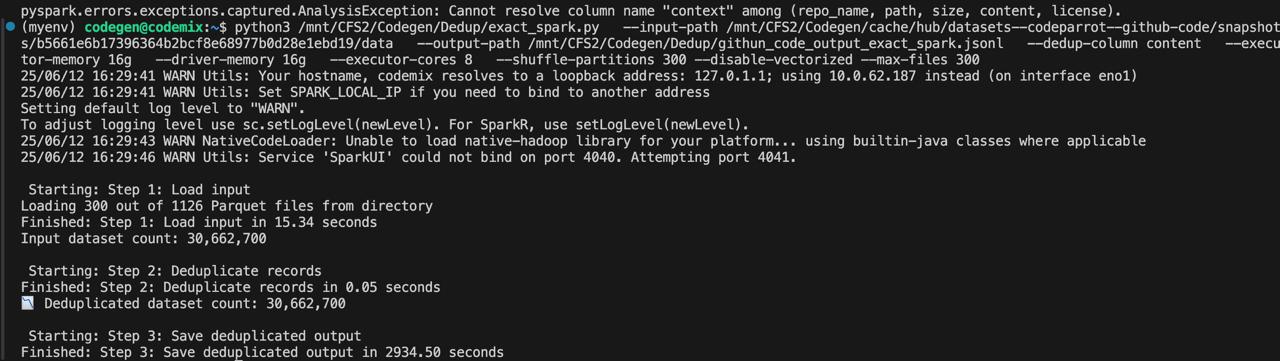 pyspark.errors.exceptions.captured.AnalysisException: Cannot resolve column name "context" among (repo_name, path, size, content, license).
(myenv) codegen@codemix:~$ python3 /mnt/CFS2/Codegen/Dedup/exact_spark.py   --input-path /mnt/CFS2/Codegen/cache/hub/datasets--codeparrot--github-code/snapshot
s/b5661e6b17396364b2bcf8e68977b0d28e1ebd19/data   --output-path /mnt/CFS2/Codegen/Dedup/githun_code_output_exact_spark.jsonl   --dedup-column content   --execu
tor-memory 16g   --driver-memory 16g   --executor-cores 8   --shuffle-partitions 300 --disable-vectorized --max-files 300
25/06/12 16:29:41 WARN Utils: Your hostname, codemix resolves to a loopback address: 127.0.1.1; using 10.0.62.187 instead (on interface eno1)
25/06/12 16:29:41 WARN Utils: Set SPARK_LOCAL_IP if you need to bind to another address
Setting default log level to "WARN".
To adjust logging level use sc.setLogLevel(newLevel). For SparkR, use setLogLevel(newLevel).
25/06/12 16:29:43 WARN NativeCodeLoader: Unable to load native-hadoop library for your platform... using builtin-java classes where applicable
25/06/12 16:29:46 WARN Utils: Service 'SparkUI' could not bind on port 4040. Attempting port 4041.
Starting: Step 1: Load input
Loading 300 out of 1126 Parquet files from directory
Finished: Step 1: Load input in 15.34 seconds
Input dataset count: 30,662,700
Starting: Step 2: Deduplicate records
Finished: Step 2: Deduplicate records in 0.05 seconds
📉 Deduplicated dataset count: 30,662,700
Starting: Step 3: Save deduplicated output
Finished: Step 3: Save deduplicated output in 2934.50 seconds